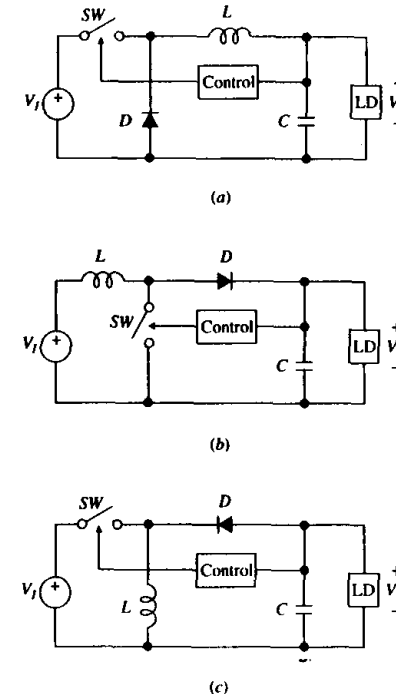 SW
L
+
V_I
D
Control
C
LD
+
V
−
(a)
L
D
SW
+
V_I
Control
C
LD
+
V
−
(b)
SW
D
+
V_I
L
Control
C
LD
+
V
−
(c)